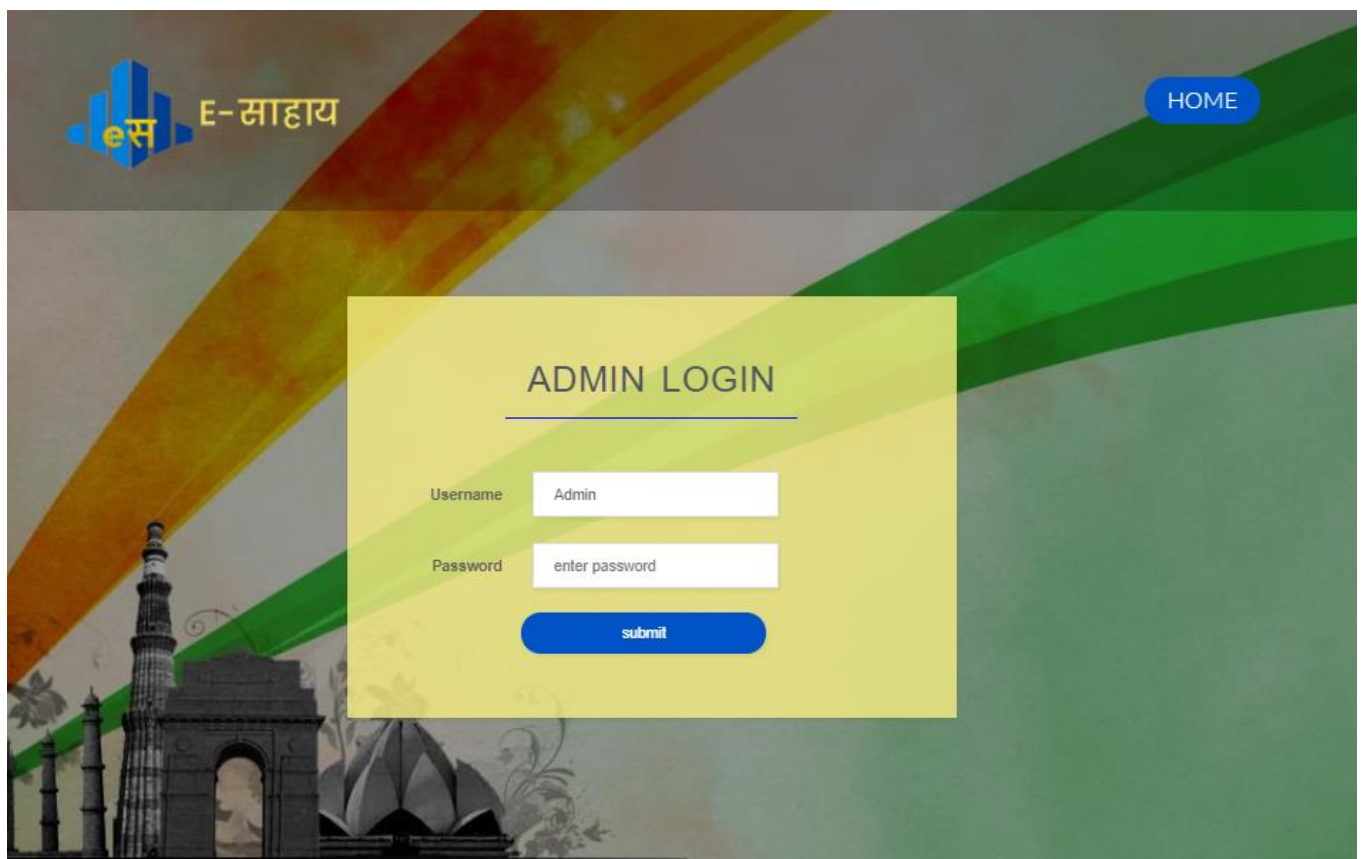 eस E-साहाय
HOME
ADMIN LOGIN
Username Admin
Password enter password
submit